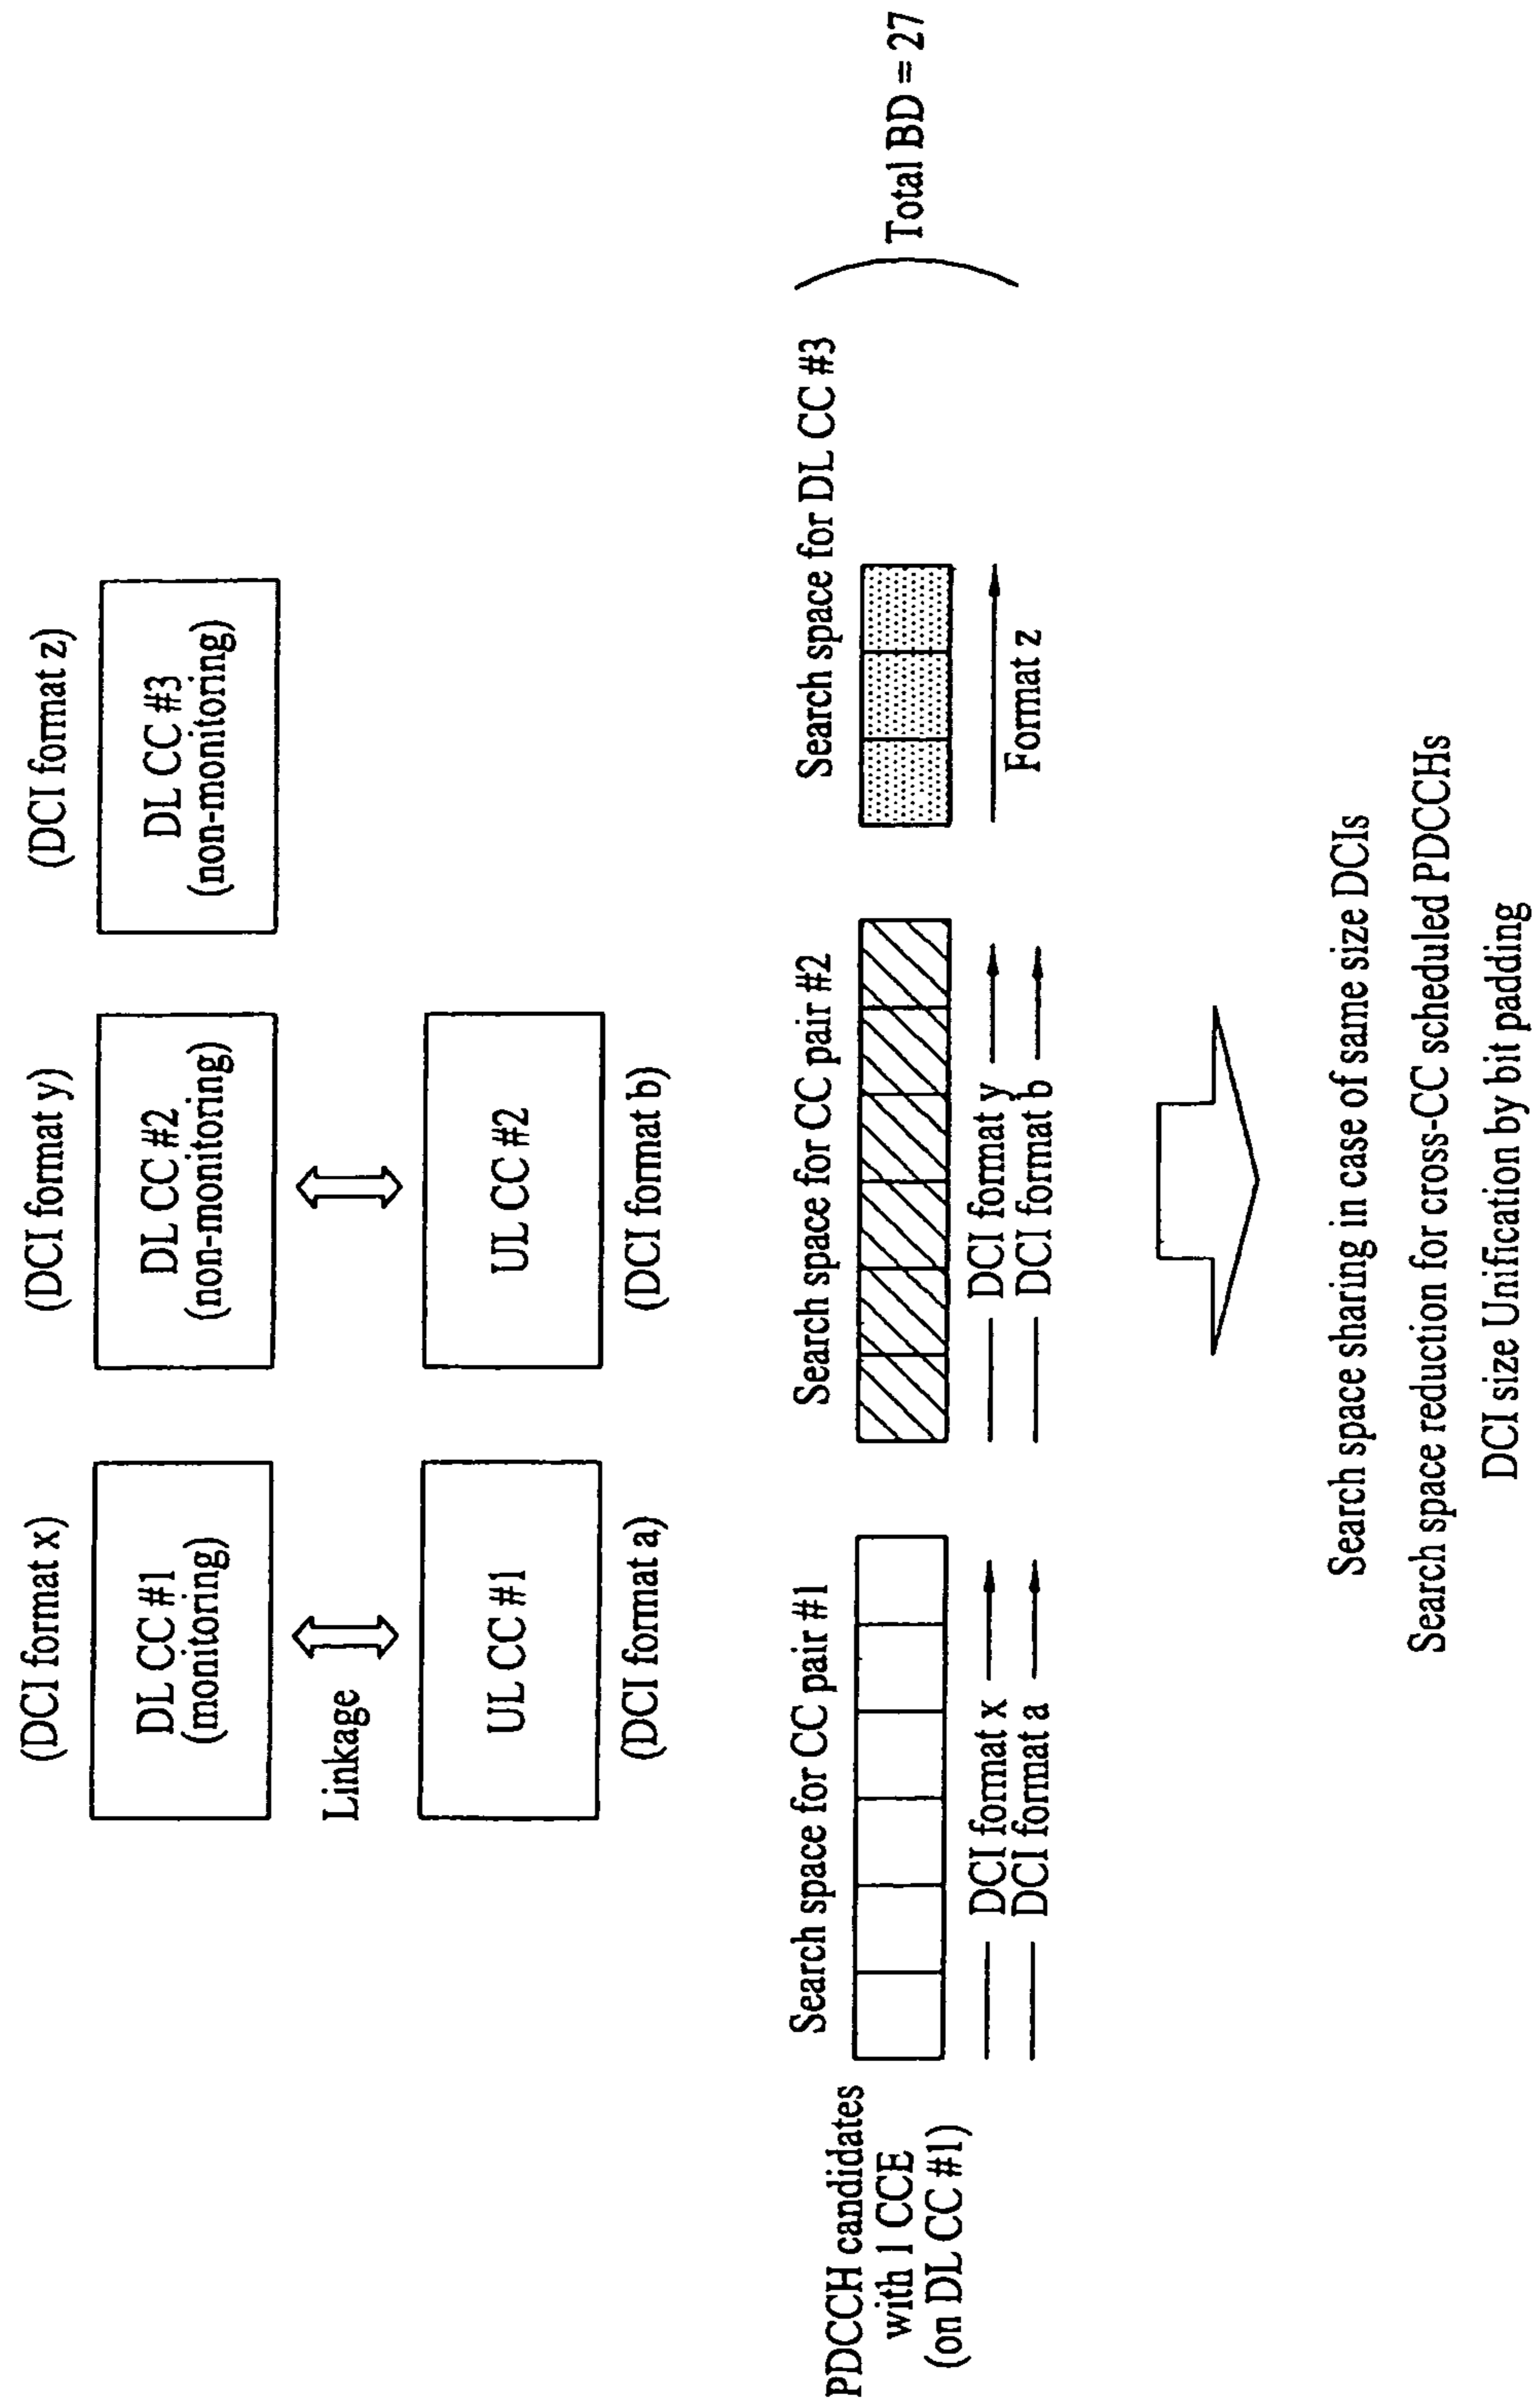 (DCI format x)
(DCI format y)
(DCI format z)
DL CC #1
(monitoring)
DL CC #2
(non-monitoring)
DL CC #3
(non-monitoring)
Linkage
UL CC #1
UL CC #2
(DCI format a)
(DCI format b)
Search space for CC pair #1
Search space for CC pair #2
Search space for DL CC #3
PDCCH candidates
with 1 CCE
(on DL CC #1)
Total BD = 27
DCI format x
DCI format a
DCI format y
DCI format b
Format z
Search space sharing in case of same size DCIs
Search space reduction for cross-CC scheduled PDCCHs
DCI size Unification by bit padding